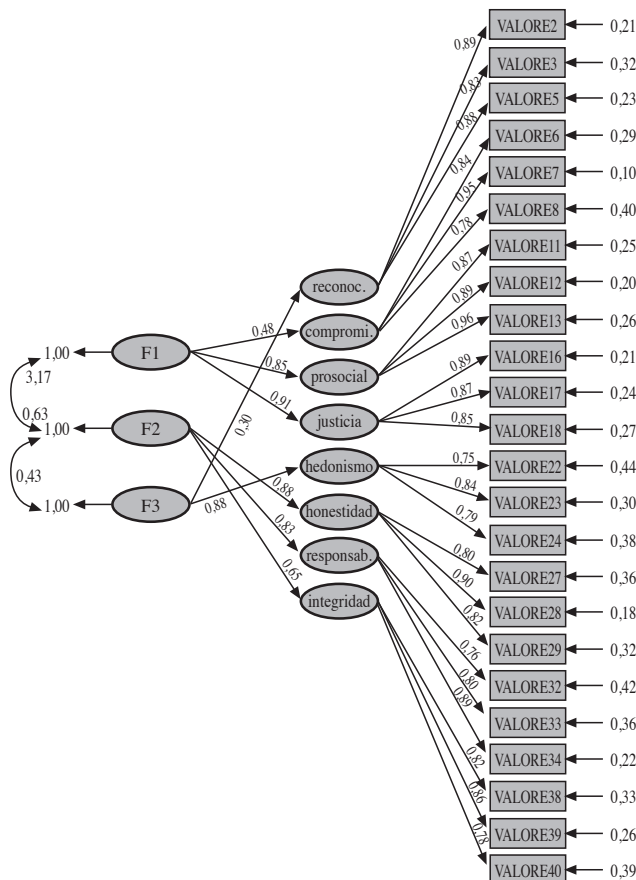 VALORE2 0,21
0,89
VALORE3 0,32
0,83
VALORE5 0,23
0,88
VALORE6 0,29
0,84
VALORE7 0,10
0,95
VALORE8 0,40
0,78
VALORE11 0,25
0,87
VALORE12 0,20
0,89
VALORE13 0,26
0,96
reconoc.
compromi.
prosocial
justicia
hedonismo
honestidad
responsab.
integridad
F1
F2
F3
1,00
3,17
0,63
1,00
0,43
1,00
0,48
0,85
0,91
0,30
0,88
0,88
0,83
0,65
0,89
VALORE16 0,21
0,87
VALORE17 0,24
0,85
VALORE18 0,27
0,75
VALORE22 0,44
0,84
VALORE23 0,30
0,79
VALORE24 0,38
0,80
VALORE27 0,36
0,90
VALORE28 0,18
0,82
VALORE29 0,32
0,76
VALORE32 0,42
0,80
VALORE33 0,36
0,89
VALORE34 0,22
0,82
VALORE38 0,33
0,86
VALORE39 0,26
0,78
VALORE40 0,39